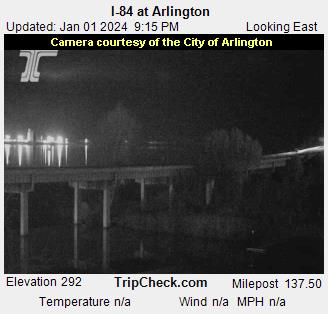 I-84 at Arlington
Updated: Jan 01 2024 9:15 PM Looking East
Camera courtesy of the City of Arlington
Elevation 292 TripCheck.com Milepost 137.50
Temperature n/a Wind n/a MPH n/a